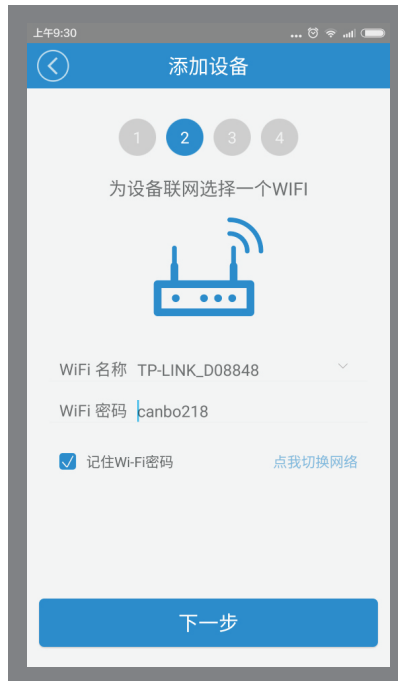 上午9:30
...
添加设备
1 2 3 4
为设备联网选择一个WIFI
WiFi 名称 TP-LINK_D08848
WiFi 密码 canbo218
记住Wi-Fi密码 点我切换网络
下一步